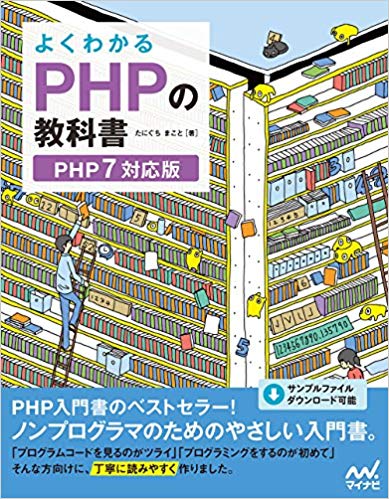 よくわかる
PHPの
教科書
たにぐち まこと［著］
PHP 7 対応版
サンプルファイル
ダウンロード可能
PHP入門書のベストセラー！
ノンプログラマのためのやさしい入門書。
「プログラムコードを見るのがツライ」「プログラミングをするのが初めて」
そんな方向けに、丁寧に読みやすく作りました。
マイナビ